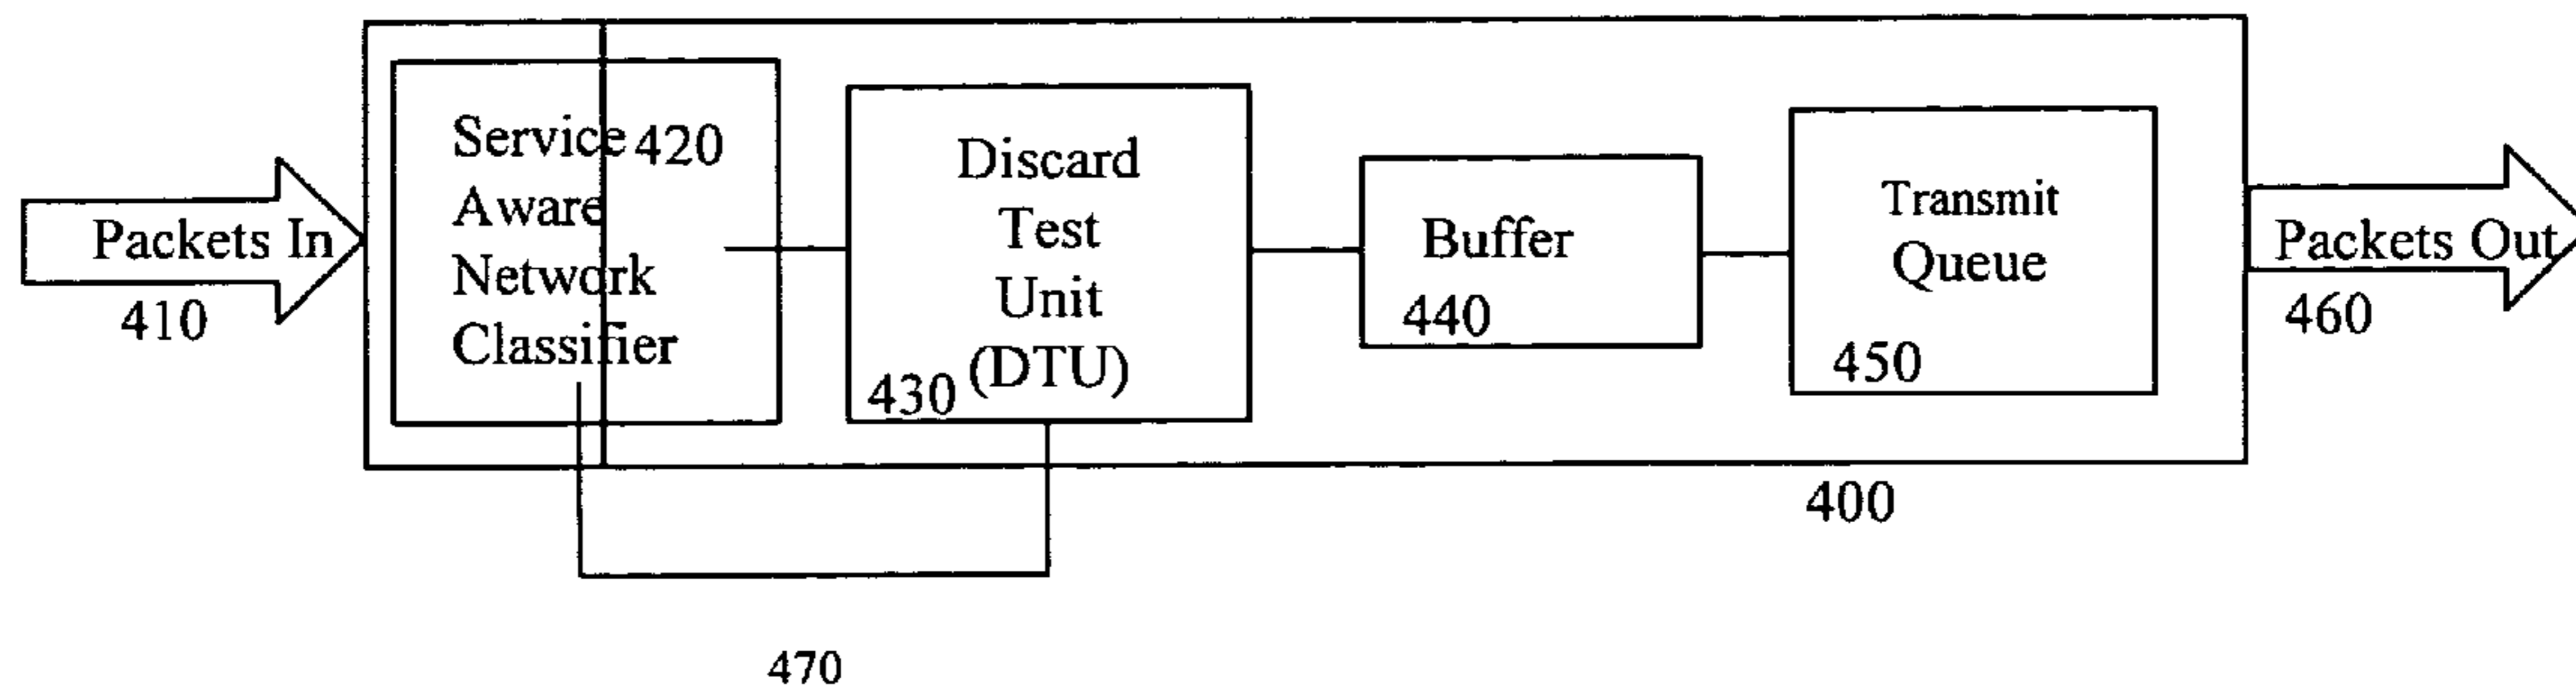 Packets In
410
Service 420
Aware
Network
Classifier
Discard
Test
Unit
430 (DTU)
Buffer
440
Transmit
Queue
450
Packets Out
460
400
470